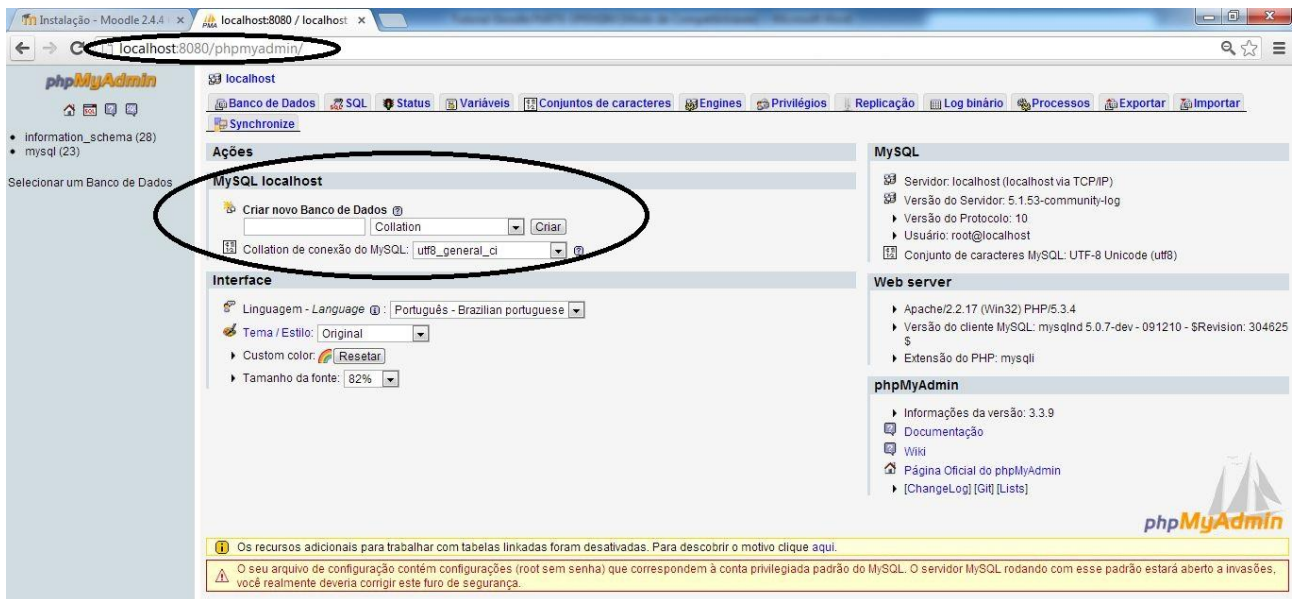 Instalação - Moodle 2.4.4
localhost:8080 / localhost
localhost:8080/phpmyadmin/
phpMyAdmin
information_schema (28)
mysql (23)
Selecionar um Banco de Dados
localhost
Banco de Dados SQL Status Variáveis Conjuntos de caracteres Engines Privilégios Replicação Log binário Processos Exportar Importar
Synchronize
Ações
MySQL localhost
Criar novo Banco de Dados
Collation Criar
Collation de conexão do MySQL: utf8_general_ci
Interface
Linguagem - Language : Português - Brazilian portuguese
Tema / Estilo: Original
Custom color: Resetar
Tamanho da fonte: 82%
MySQL
Servidor: localhost (localhost via TCP/IP)
Versão do Servidor: 5.1.53-community-log
Versão do Protocolo: 10
Usuário: root@localhost
Conjunto de caracteres MySQL: UTF-8 Unicode (utf8)
Web server
Apache/2.2.17 (Win32) PHP/5.3.4
Versão do cliente MySQL: mysqlnd 5.0.7-dev - 091210 - $Revision: 304625
$
Extensão do PHP: mysqli
phpMyAdmin
Informações da versão: 3.3.9
Documentação
Wiki
Página Oficial do phpMyAdmin
[ChangeLog] [Git] [Lists]
phpMyAdmin
Os recursos adicionais para trabalhar com tabelas linkadas foram desativadas. Para descobrir o motivo clique aqui.
O seu arquivo de configuração contém configurações (root sem senha) que correspondem à conta privilegiada padrão do MySQL. O servidor MySQL rodando com esse padrão estará aberto a invasões,
você realmente deveria corrigir este furo de segurança.